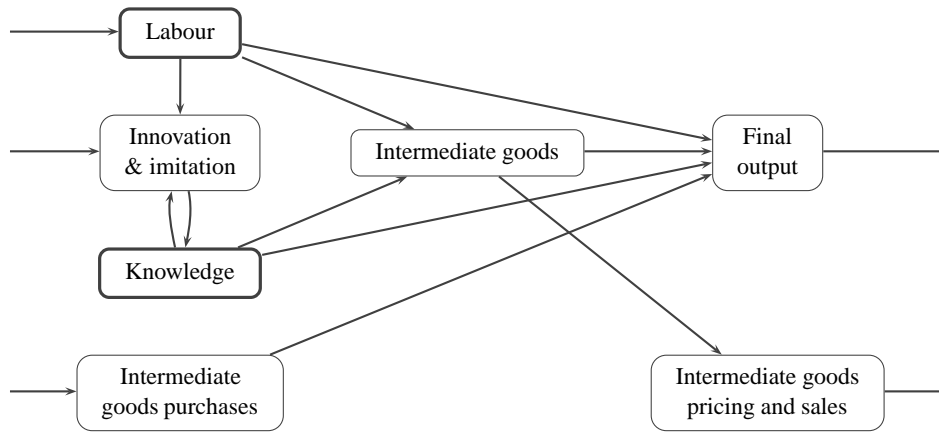 Labour
Innovation
& imitation
Intermediate goods
Final
output
Knowledge
Intermediate
goods purchases
Intermediate goods
pricing and sales